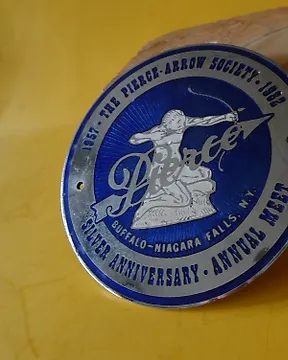 1957 · THE PIERCE-ARROW SOCIETY · 1982
Pierce
BUFFALO-NIAGARA FALLS, N.Y.
SILVER ANNIVERSARY · ANNUAL MEET